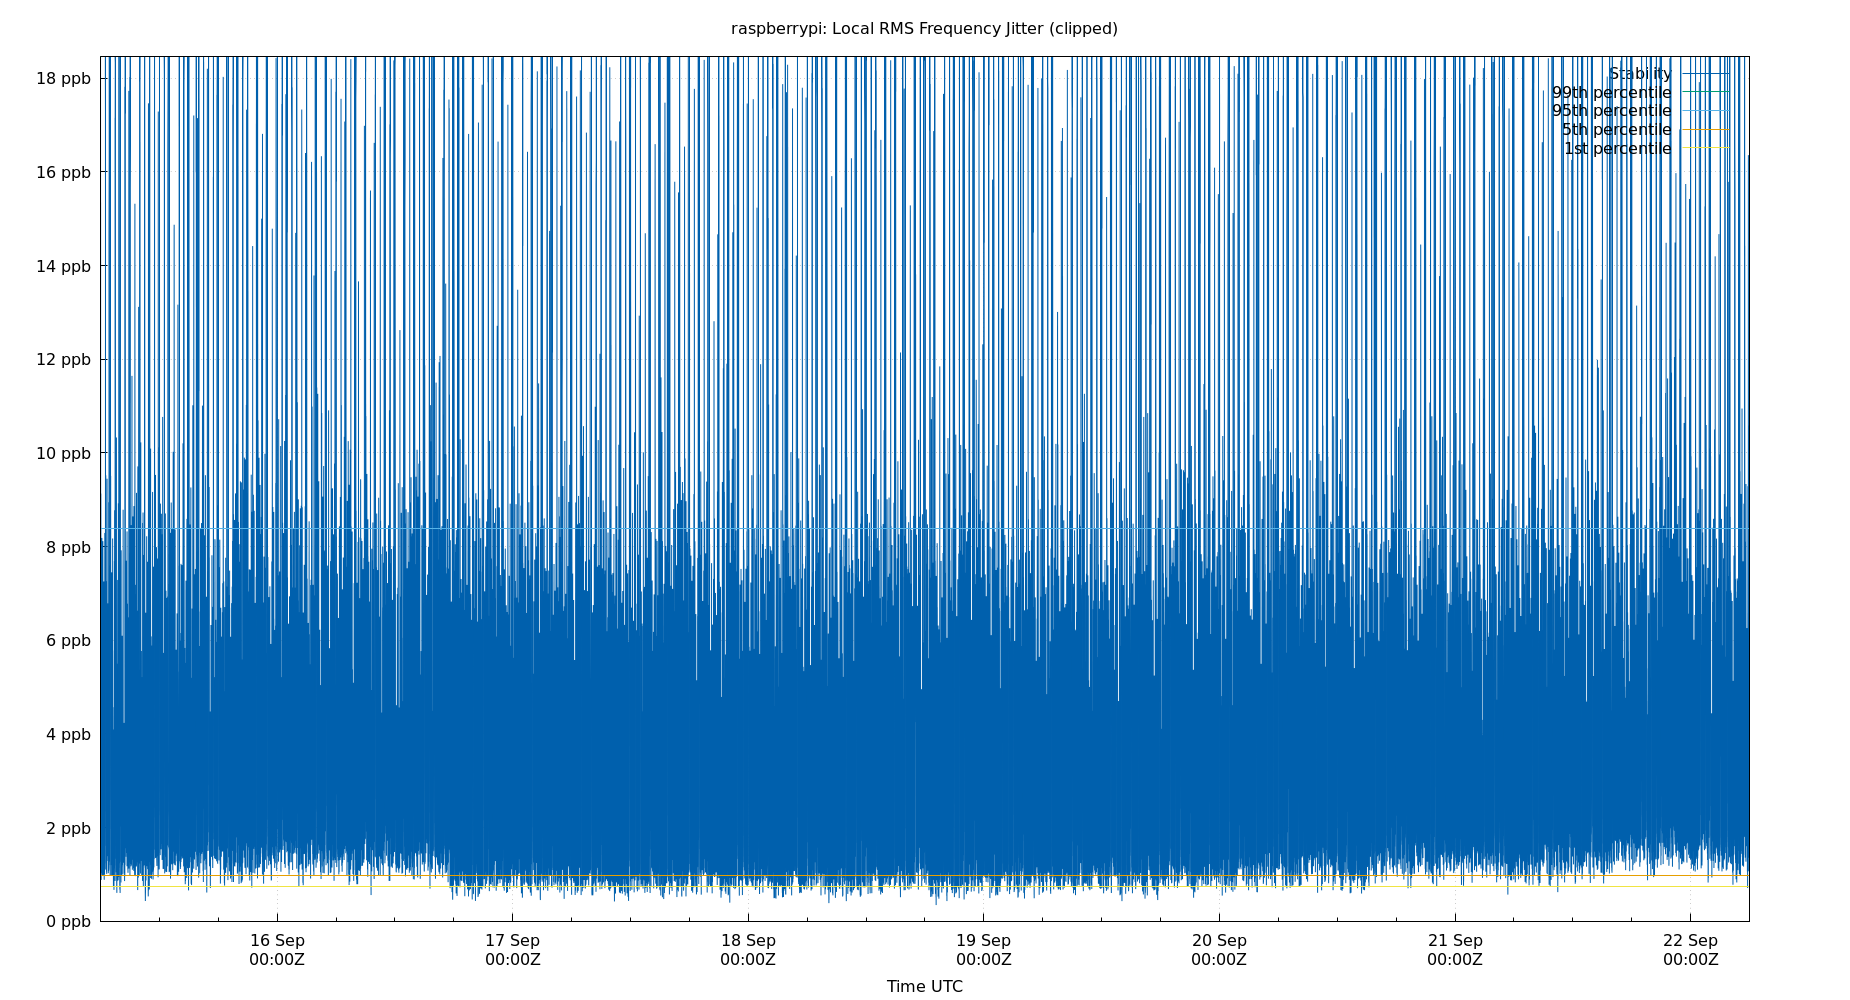 raspberrypi: Local RMS Frequency Jitter (clipped)
18 ppb
16 ppb
14 ppb
12 ppb
10 ppb
8 ppb
6 ppb
4 ppb
2 ppb
0 ppb
Stability
99th percentile
95th percentile
5th percentile
1st percentile
16 Sep 17 Sep 18 Sep 19 Sep 20 Sep 21 Sep 22 Sep
00:00Z 00:00Z 00:00Z 00:00Z 00:00Z 00:00Z 00:00Z
Time UTC